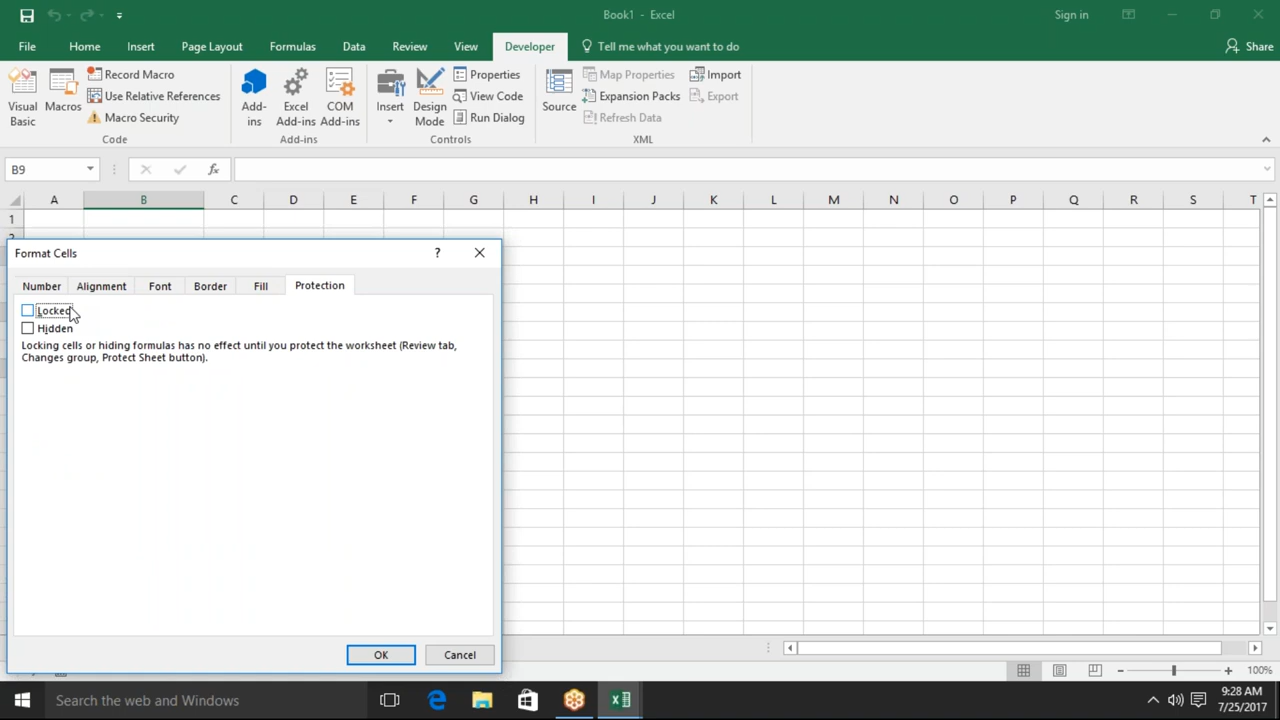 Book1 - Excel
Sign in
File Home Insert Page Layout Formulas Data Review View Developer Tell me what you want to do Share
Visual Basic
Macros
Record Macro
Use Relative References
Macro Security
Code
Add-ins
Excel Add-ins
COM Add-ins
Add-ins
Insert
Design Mode
Properties
View Code
Run Dialog
Controls
Source
Map Properties
Expansion Packs
Refresh Data
Import
Export
XML
B9
fx
A B C D E F G H I J K L M N O P Q R S T
1
Format Cells
?
Number Alignment Font Border Fill Protection
Locked
Hidden
Locking cells or hiding formulas has no effect until you protect the worksheet (Review tab,
Changes group, Protect Sheet button).
OK Cancel
100%
Search the web and Windows
9:28 AM
7/25/2017